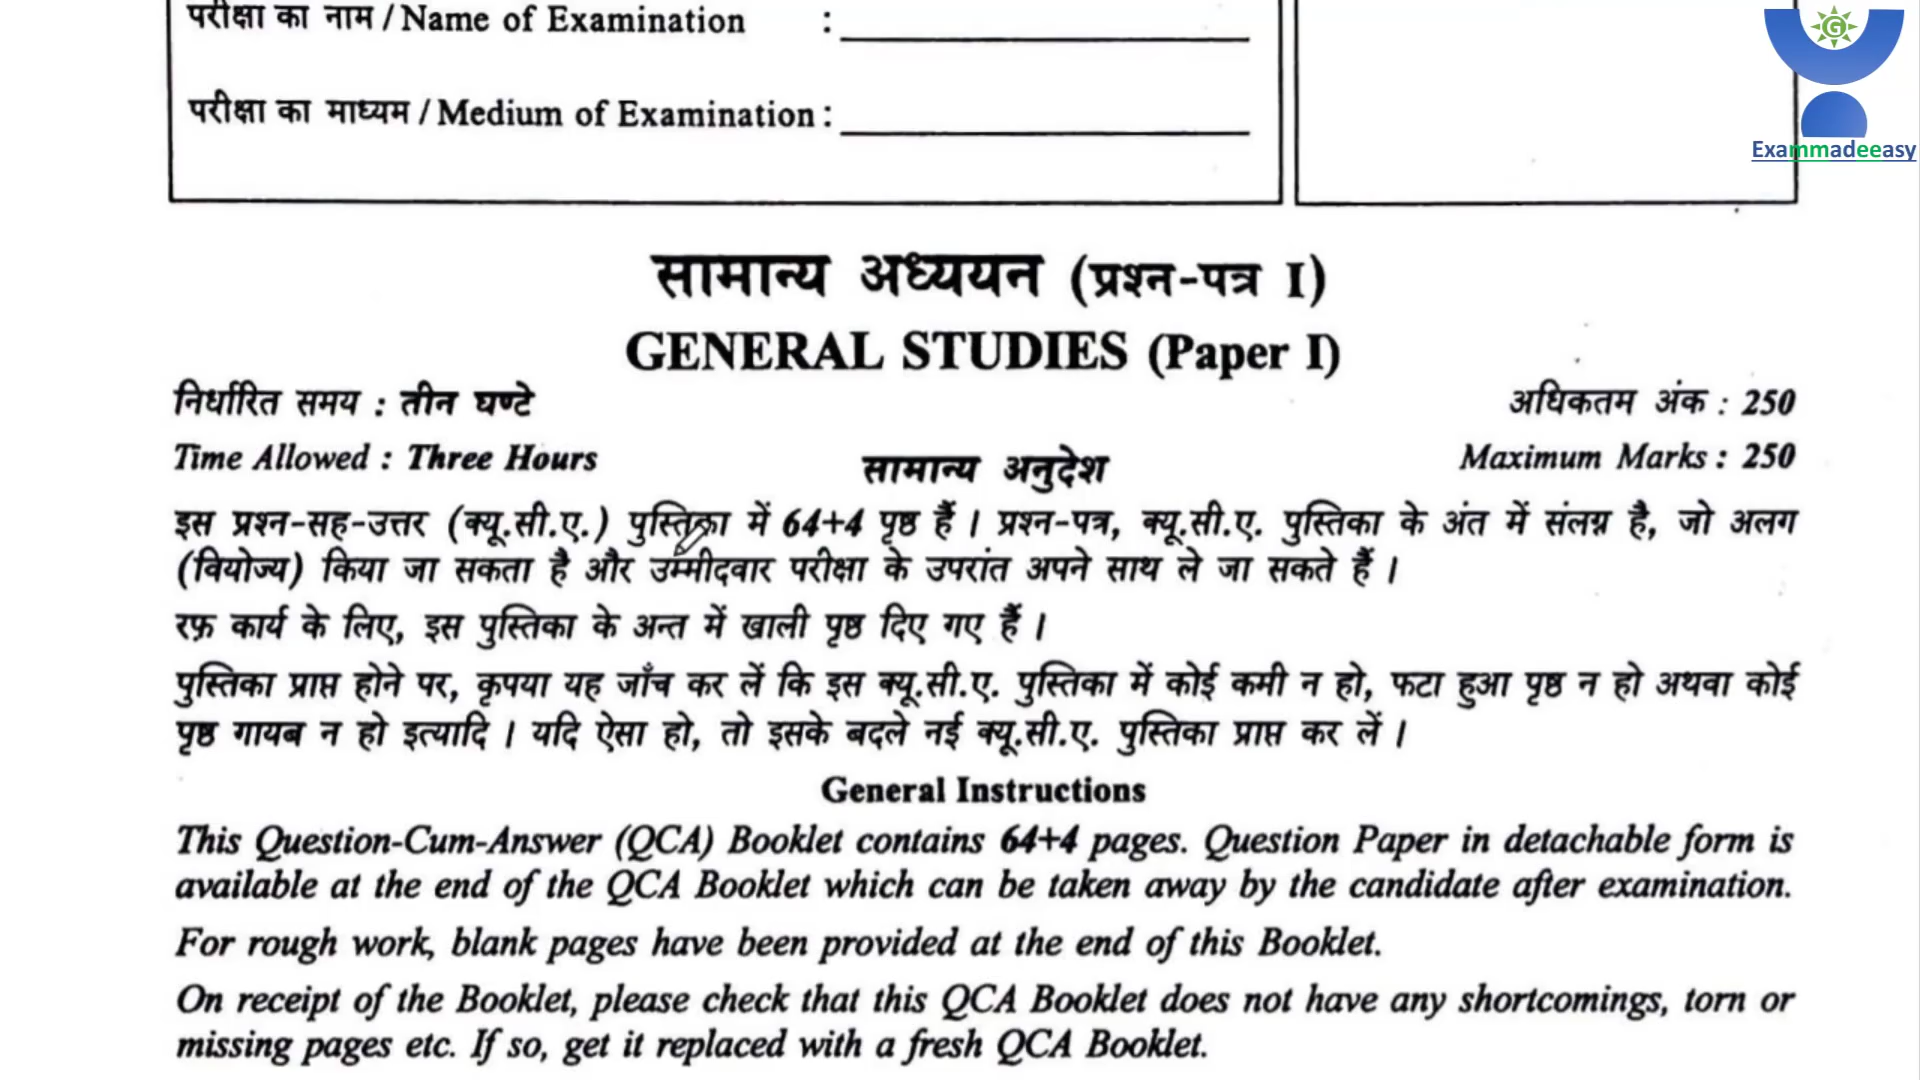 परीक्षा का नाम / Name of Examination :
परीक्षा का माध्यम / Medium of Examination :
Exammadeeasy
सामान्य अध्ययन (प्रश्न-पत्र I)
GENERAL STUDIES (Paper I)
निर्धारित समय : तीन घण्टे
अधिकतम अंक : 250
Time Allowed : Three Hours
Maximum Marks : 250
सामान्य अनुदेश
इस प्रश्न-सह-उत्तर (क्यू.सी.ए.) पुस्तिका में 64+4 पृष्ठ हैं । प्रश्न-पत्र, क्यू.सी.ए. पुस्तिका के अंत में संलग्न है, जो अलग
(वियोज्य) किया जा सकता है और उम्मीदवार परीक्षा के उपरांत अपने साथ ले जा सकते हैं ।
रफ़ कार्य के लिए, इस पुस्तिका के अन्त में खाली पृष्ठ दिए गए हैं ।
पुस्तिका प्राप्त होने पर, कृपया यह जाँच कर लें कि इस क्यू.सी.ए. पुस्तिका में कोई कमी न हो, फटा हुआ पृष्ठ न हो अथवा कोई
पृष्ठ गायब न हो इत्यादि । यदि ऐसा हो, तो इसके बदले नई क्यू.सी.ए. पुस्तिका प्राप्त कर लें ।
General Instructions
This Question-Cum-Answer (QCA) Booklet contains 64+4 pages. Question Paper in detachable form is
available at the end of the QCA Booklet which can be taken away by the candidate after examination.
For rough work, blank pages have been provided at the end of this Booklet.
On receipt of the Booklet, please check that this QCA Booklet does not have any shortcomings, torn or
missing pages etc. If so, get it replaced with a fresh QCA Booklet.